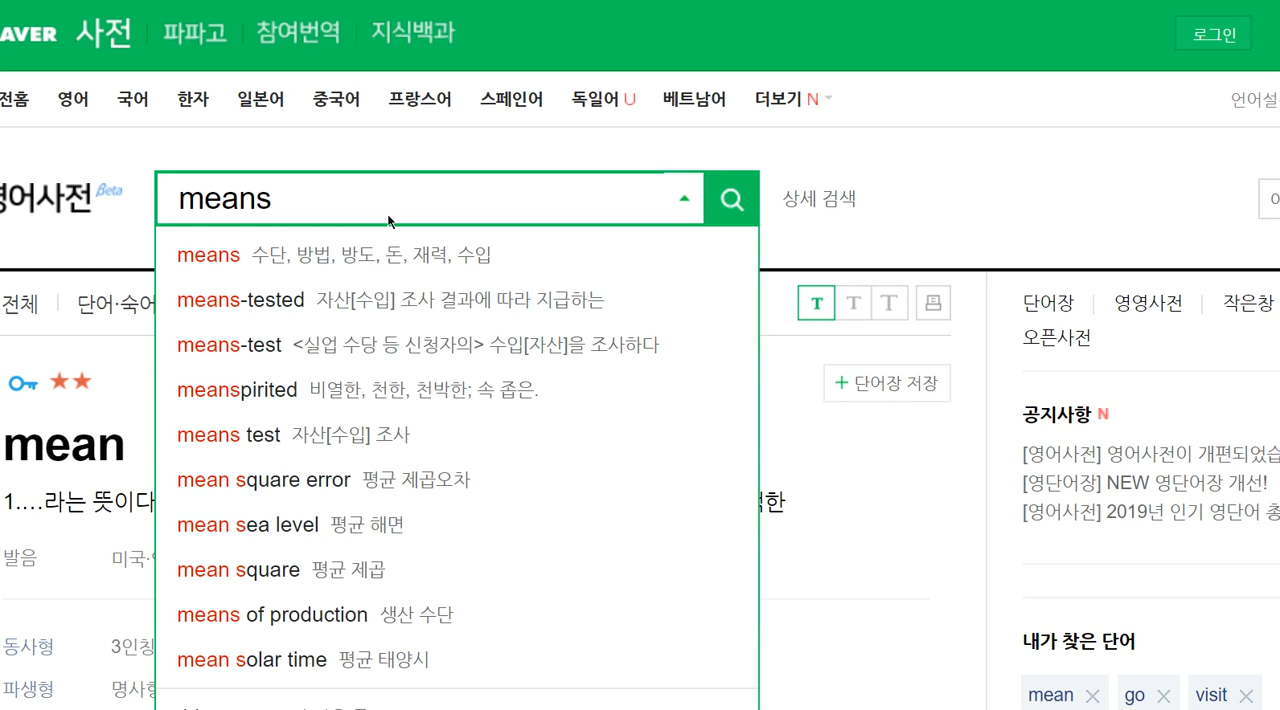 AVER 사전 파파고 참여번역 지식백과 로그인
전홈 영어 국어 한자 일본어 중국어 프랑스어 스페인어 독일어 U 베트남어 더보기 N 언어설
영어사전 Beta means 상세 검색
means 수단, 방법, 방도, 돈, 재력, 수입
means-tested 자산[수입] 조사 결과에 따라 지급하는
means-test <실업 수당 등 신청자의> 수입[자산]을 조사하다
meanspirited 비열한, 천한, 천박한; 속 좁은.
means test 자산[수입] 조사
mean square error 평균 제곱오차
mean sea level 평균 해면
mean square 평균 제곱
means of production 생산 수단
mean solar time 평균 태양시
전체 단어·숙어 T T T
+ 단어장 저장
mean
1.…라는 뜻이다
발음 미국·
동사형 3인칭
파생형 명사형
단어장 영영사전 작은창
오픈사전
공지사항 N
[영어사전] 영어사전이 개편되었습
[영단어장] NEW 영단어장 개선!
[영어사전] 2019년 인기 영단어 총
내가 찾은 단어
mean go visit